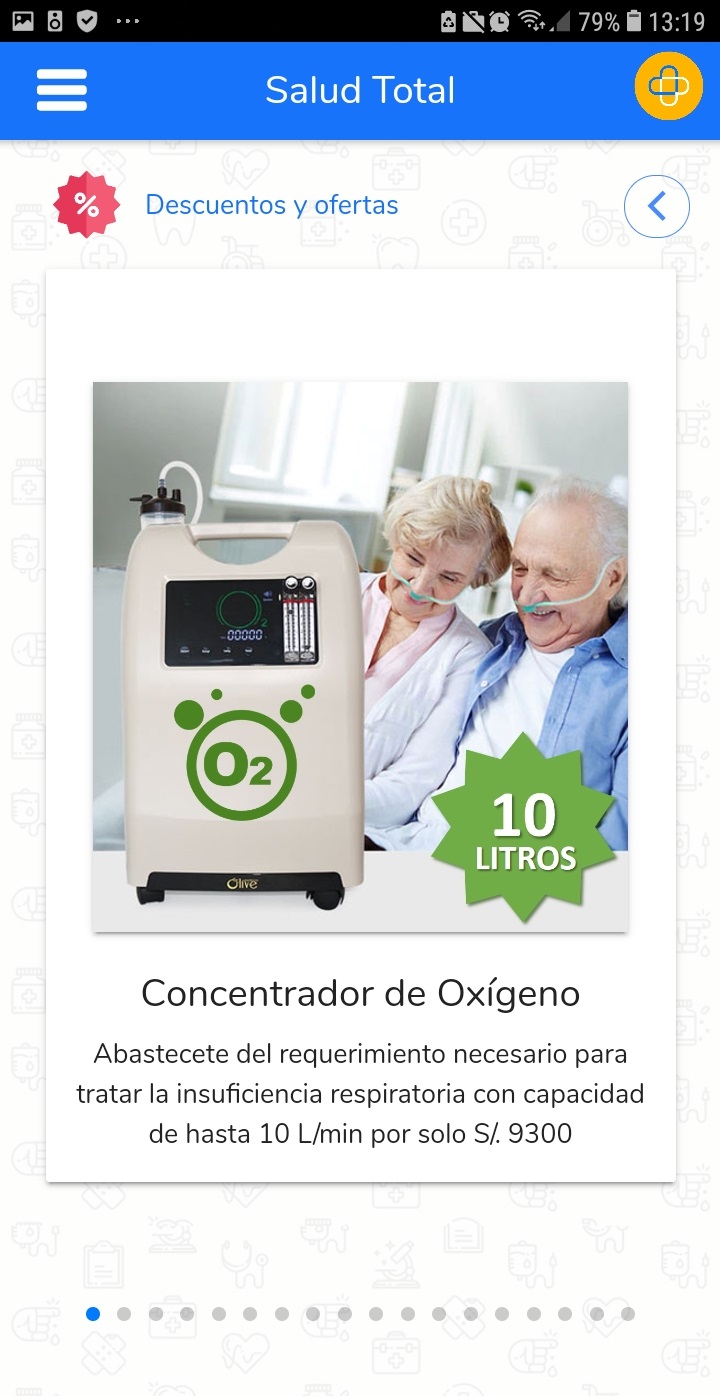 79% 13:19
Salud Total
% Descuentos y ofertas
00000
O2
10
LITROS
Olive
Concentrador de Oxígeno
Abastecete del requerimiento necesario para
tratar la insuficiencia respiratoria con capacidad
de hasta 10 L/min por solo S/. 9300